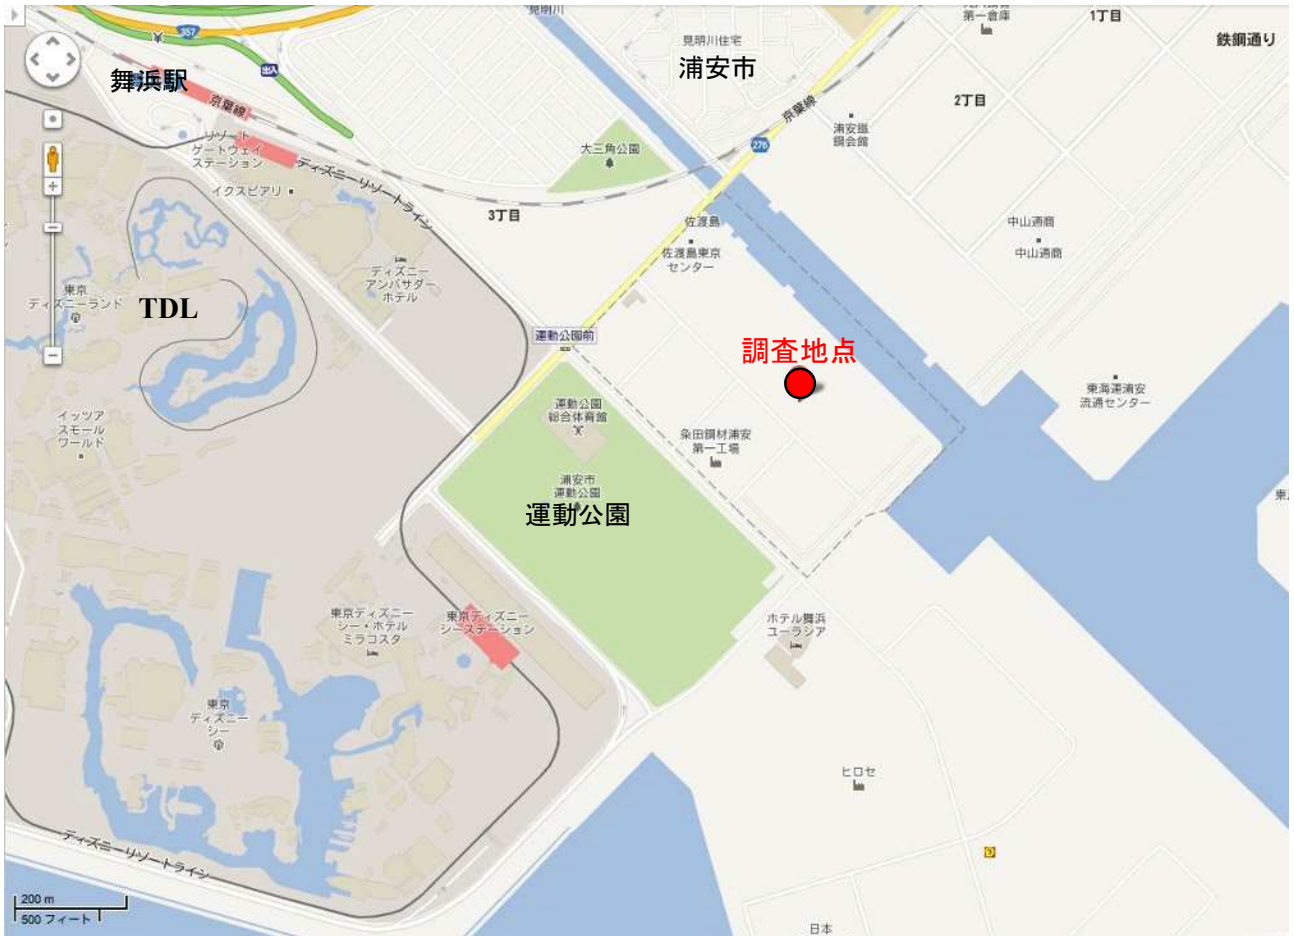 見明川
第一倉庫
1丁目
357
鉄鋼通り
見明川住宅
浦安市
舞浜駅
出入
京葉線
2丁目
京葉線
浦安鐵
鋼会館
リゾート
ゲートウェイ
ステーション
276
大三角公園
ディズニーリゾートライン
イクスピアリ
3丁目
佐渡島
佐渡島東京
センター
中山通商
中山通商
ディズニー
アンバサダー
ホテル
東京
ディズニーランド
TDL
運動公園前
調査地点
東海運浦安
流通センター
イッツア
スモール
ワールド
運動公園
総合体育館
粂田鋼材浦安
第一工場
浦安市
運動公園
運動公園
東京ディズニー
シー・ホテル
ミラコスタ
東京ディズニー
シーステーション
ホテル舞浜
ユーラシア
東京
ディズニー
シー
ヒロセ
ディズニーリゾートライン
200 m
500 フィート
日本